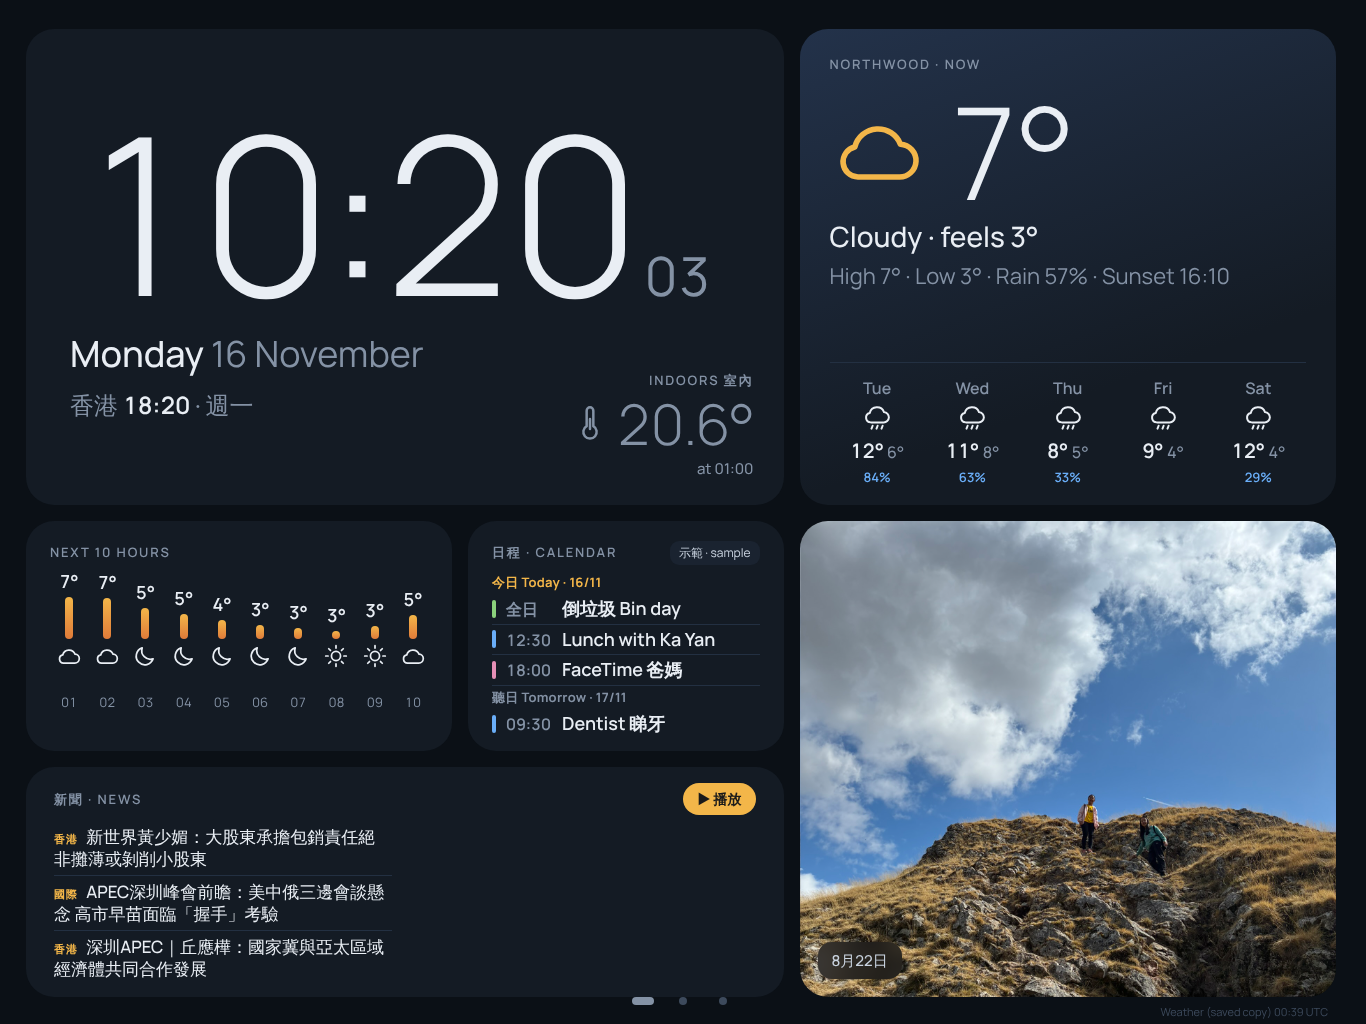 10:20 03
Monday 16 November
香港 18:20 · 週一
INDOORS 室內
20.6°
at 01:00
NORTHWOOD · NOW
7°
Cloudy · feels 3°
High 7° · Low 3° · Rain 57% · Sunset 16:10
Tue Wed Thu Fri Sat
12° 6° 11° 8° 8° 5° 9° 4° 12° 4°
84% 63% 33% 29%
NEXT 10 HOURS
7° 7° 5° 5° 4° 3° 3° 3° 3° 5°
01 02 03 04 05 06 07 08 09 10
日程 · CALENDAR 示範 · sample
今日 Today · 16/11
全日 倒垃圾 Bin day
12:30 Lunch with Ka Yan
18:00 FaceTime 爸媽
聽日 Tomorrow · 17/11
09:30 Dentist 睇牙
新聞 · NEWS ▶ 播放
香港 新世界黃少媚：大股東承擔包銷責任絕
非攤薄或剝削小股東
國際 APEC深圳峰會前瞻：美中俄三邊會談懸
念 高市早苗面臨「握手」考驗
香港 深圳APEC｜丘應樺：國家冀與亞太區域
經濟體共同合作發展
8月22日
Weather (saved copy) 00:39 UTC